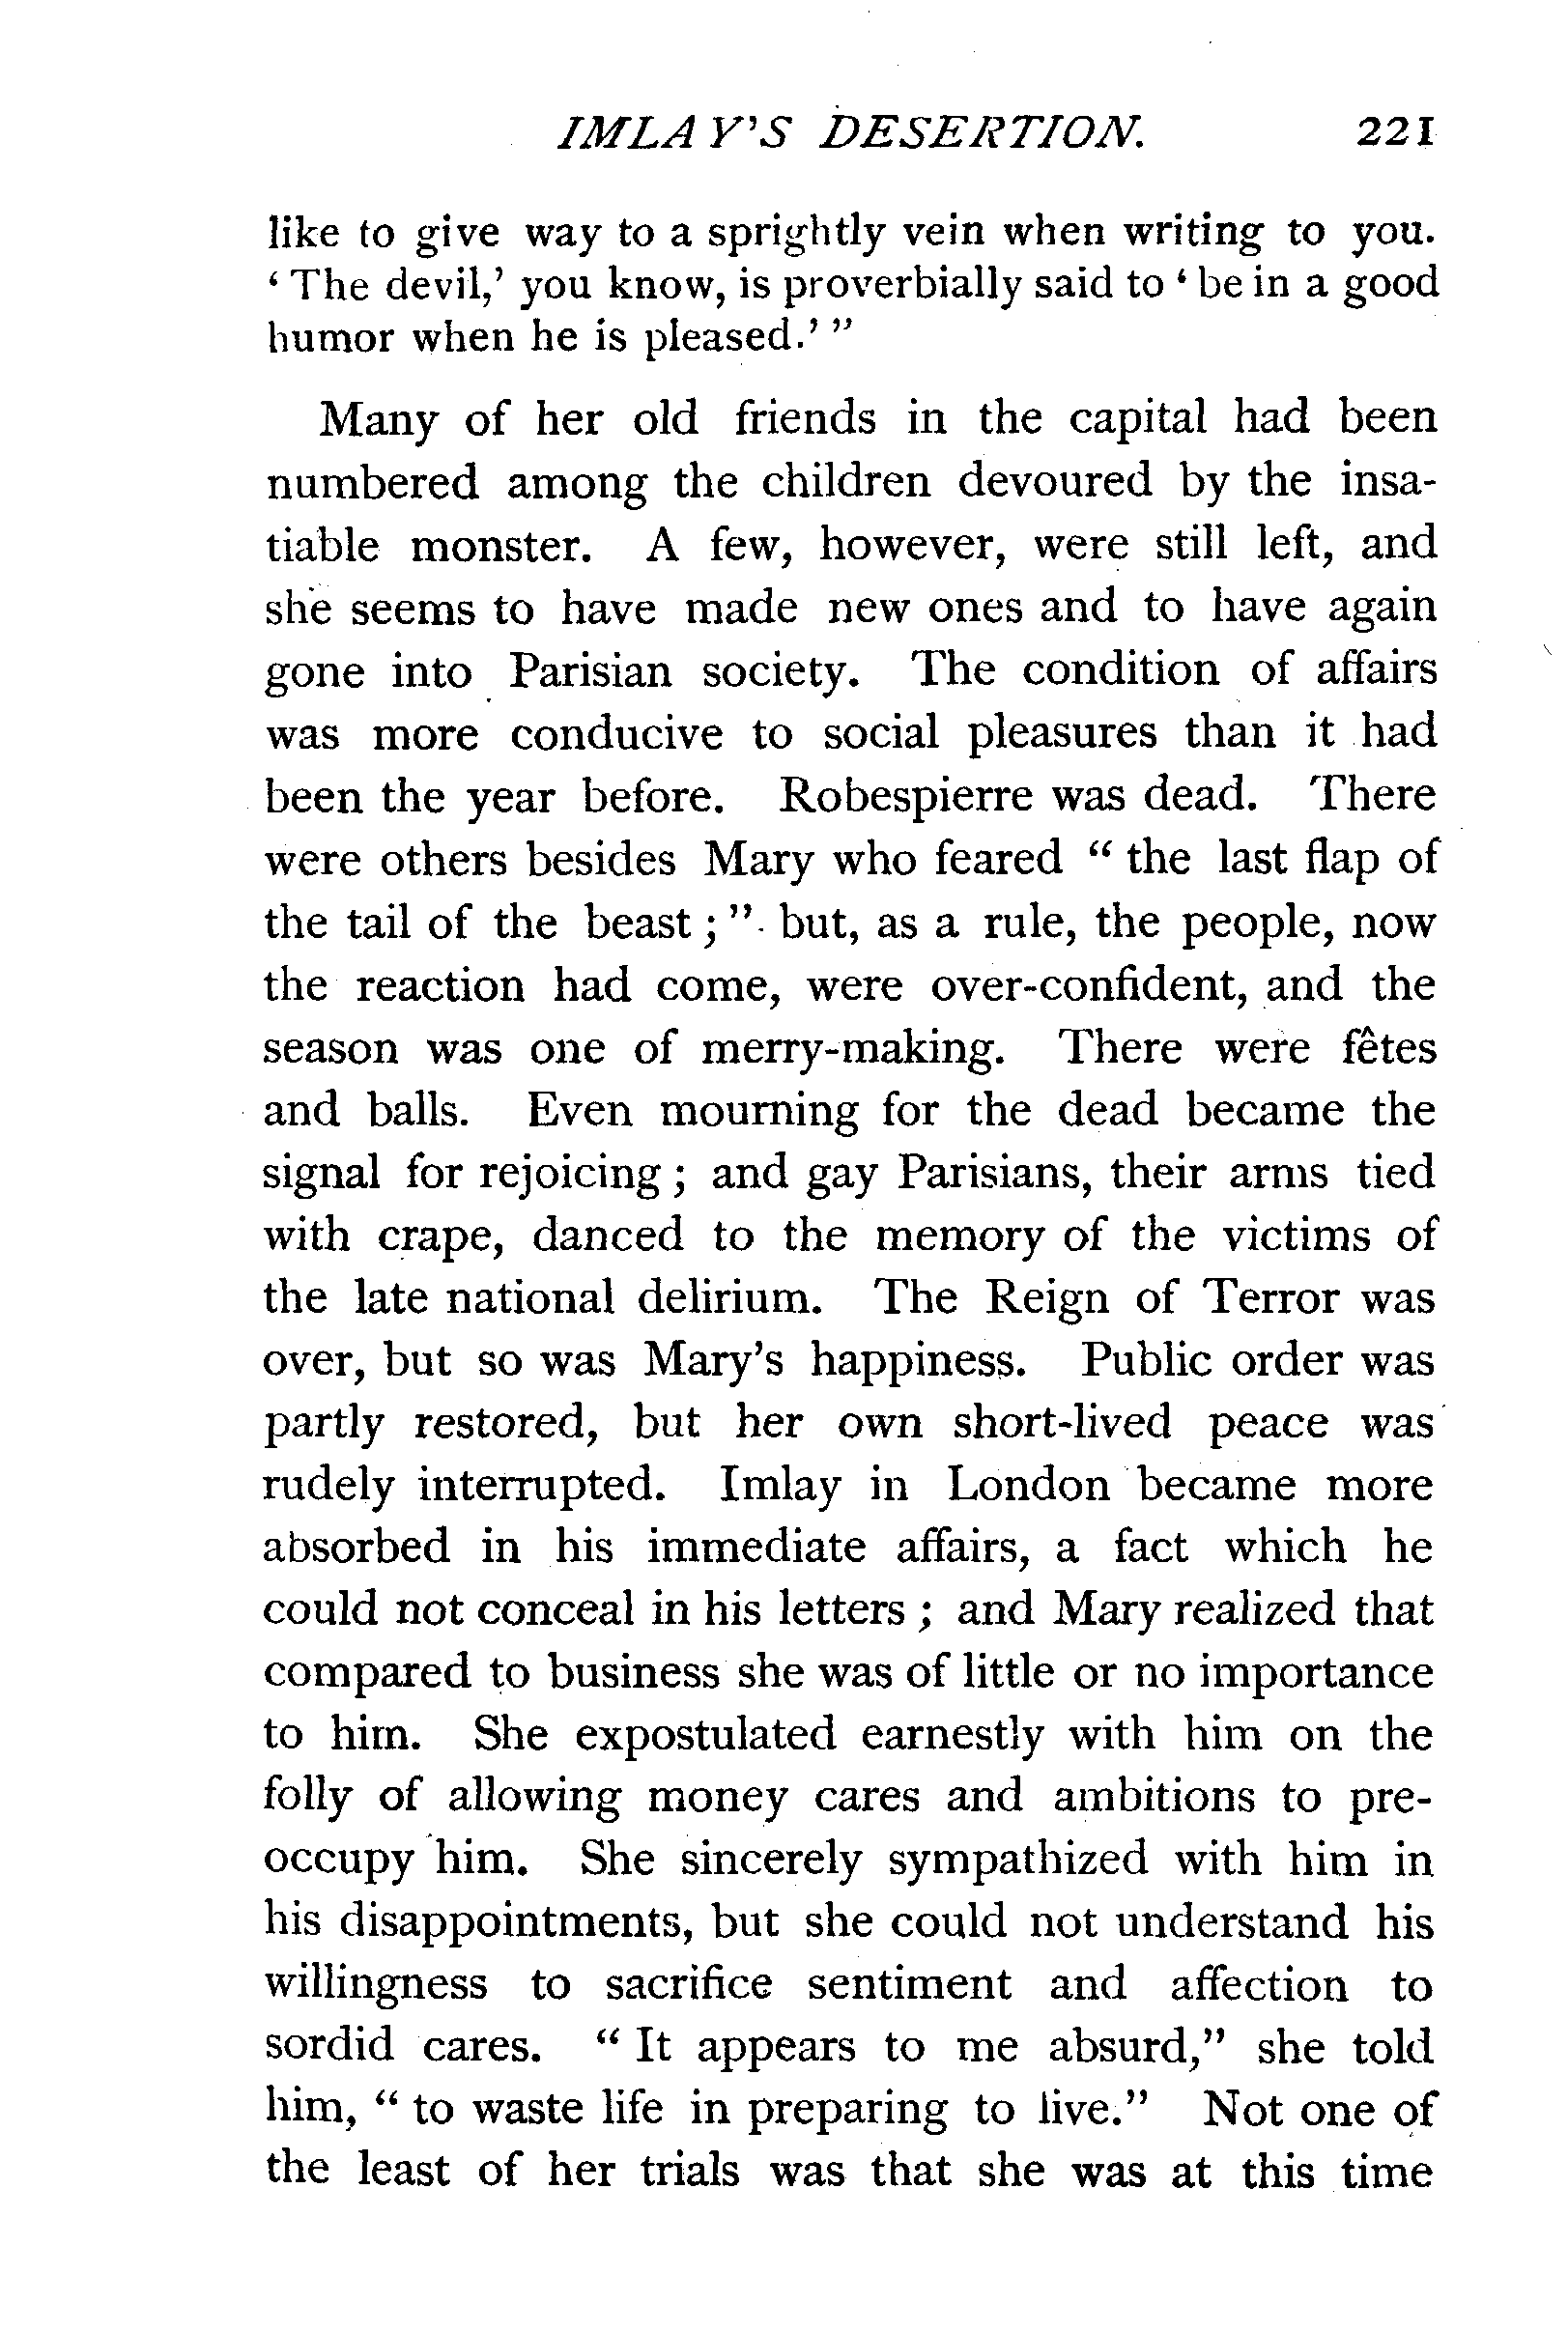 IMLAY'S DESERTION. 221
like to give way to a sprightly vein when writing to you.
‘The devil,’ you know, is proverbially said to ‘be in a good
humor when he is pleased.’”
Many of her old friends in the capital had been
numbered among the children devoured by the insa-
tiable monster. A few, however, were still left, and
she seems to have made new ones and to have again
gone into Parisian society. The condition of affairs
was more conducive to social pleasures than it had
been the year before. Robespierre was dead. There
were others besides Mary who feared “the last flap of
the tail of the beast;” but, as a rule, the people, now
the reaction had come, were over-confident, and the
season was one of merry-making. There were fêtes
and balls. Even mourning for the dead became the
signal for rejoicing; and gay Parisians, their arms tied
with crape, danced to the memory of the victims of
the late national delirium. The Reign of Terror was
over, but so was Mary's happiness. Public order was
partly restored, but her own short-lived peace was
rudely interrupted. Imlay in London became more
absorbed in his immediate affairs, a fact which he
could not conceal in his letters; and Mary realized that
compared to business she was of little or no importance
to him. She expostulated earnestly with him on the
folly of allowing money cares and ambitions to pre-
occupy him. She sincerely sympathized with him in
his disappointments, but she could not understand his
willingness to sacrifice sentiment and affection to
sordid cares. “It appears to me absurd,” she told
him, “to waste life in preparing to live.” Not one of
the least of her trials was that she was at this time